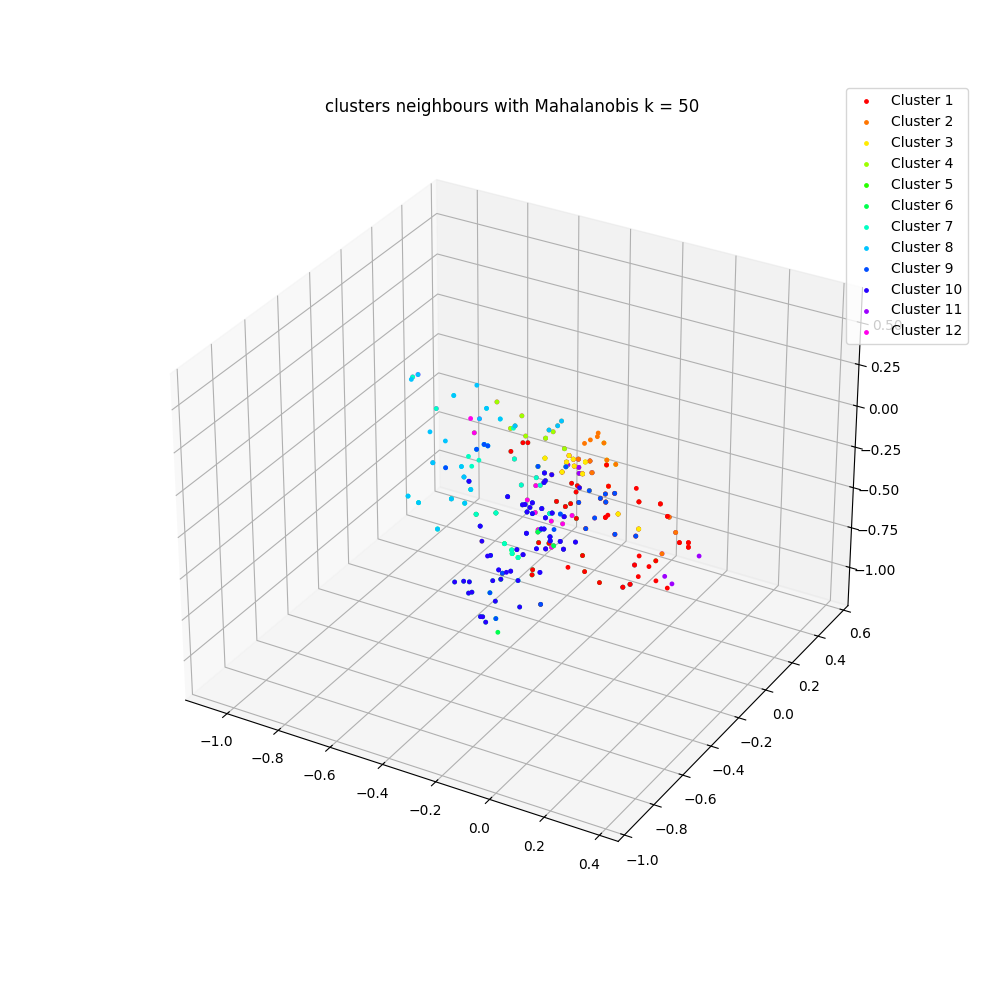 clusters neighbours with Mahalanobis k = 50
Cluster 1
Cluster 2
Cluster 3
Cluster 4
Cluster 5
Cluster 6
Cluster 7
Cluster 8
Cluster 9
Cluster 10
Cluster 11
Cluster 12
0.50
0.25
0.00
−0.25
−0.50
−0.75
−1.00
0.6
0.4
0.2
0.0
−0.2
−0.4
−0.6
−0.8
−1.0
−1.0
−0.8
−0.6
−0.4
−0.2
0.0
0.2
0.4